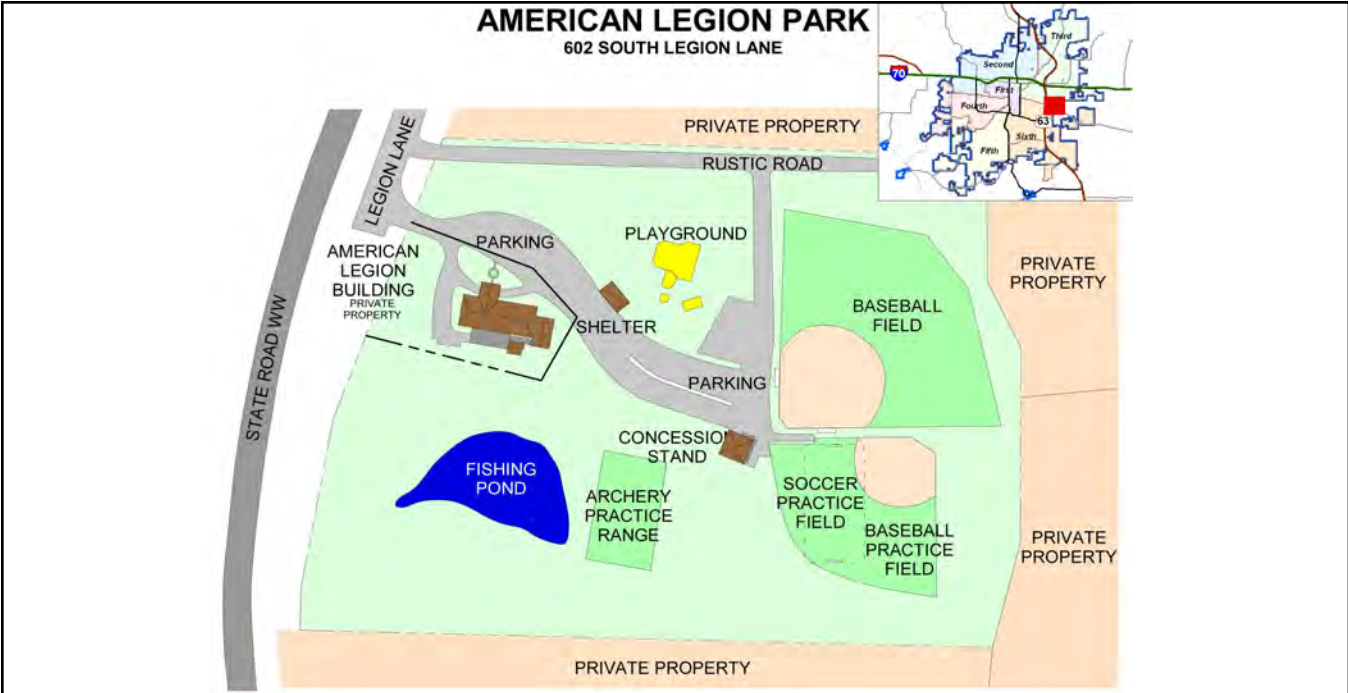 AMERICAN LEGION PARK
602 SOUTH LEGION LANE
Third
Second
70
First
Fourth
63
Sixth
Fifth
PRIVATE PROPERTY
RUSTIC ROAD
LEGION LANE
PARKING
PLAYGROUND
AMERICAN
LEGION
BUILDING
PRIVATE
PROPERTY
PRIVATE
PROPERTY
BASEBALL
FIELD
SHELTER
STATE ROAD WW
PARKING
CONCESSION
STAND
FISHING
POND
ARCHERY
PRACTICE
RANGE
SOCCER
PRACTICE
FIELD
BASEBALL
PRACTICE
FIELD
PRIVATE
PROPERTY
PRIVATE PROPERTY